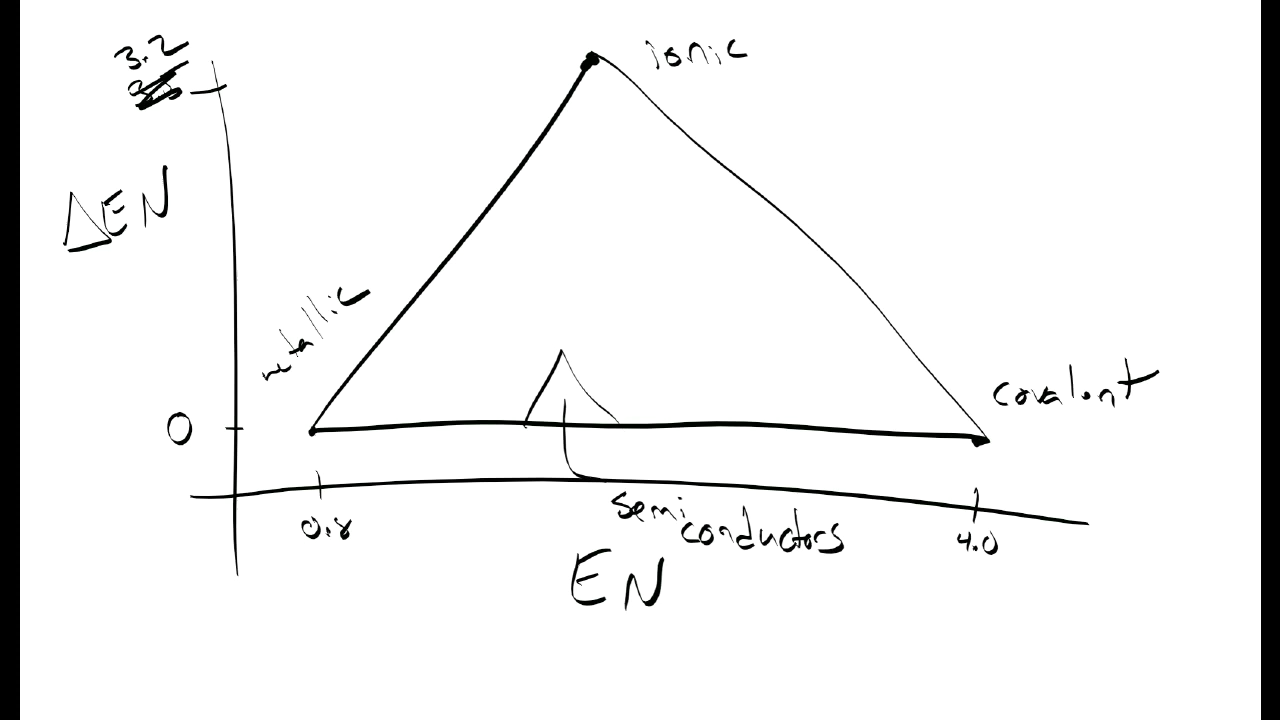 3.2
ionic
ΔEN
metallic
covalent
0
0.8
semi
conductors
4.0
EN